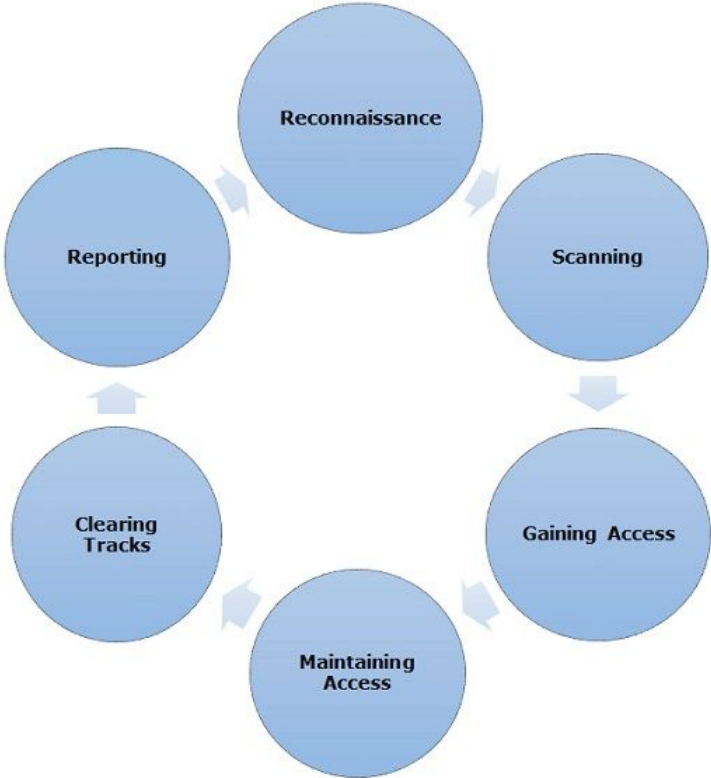 Reconnaissance
Scanning
Gaining Access
Maintaining
Access
Clearing
Tracks
Reporting